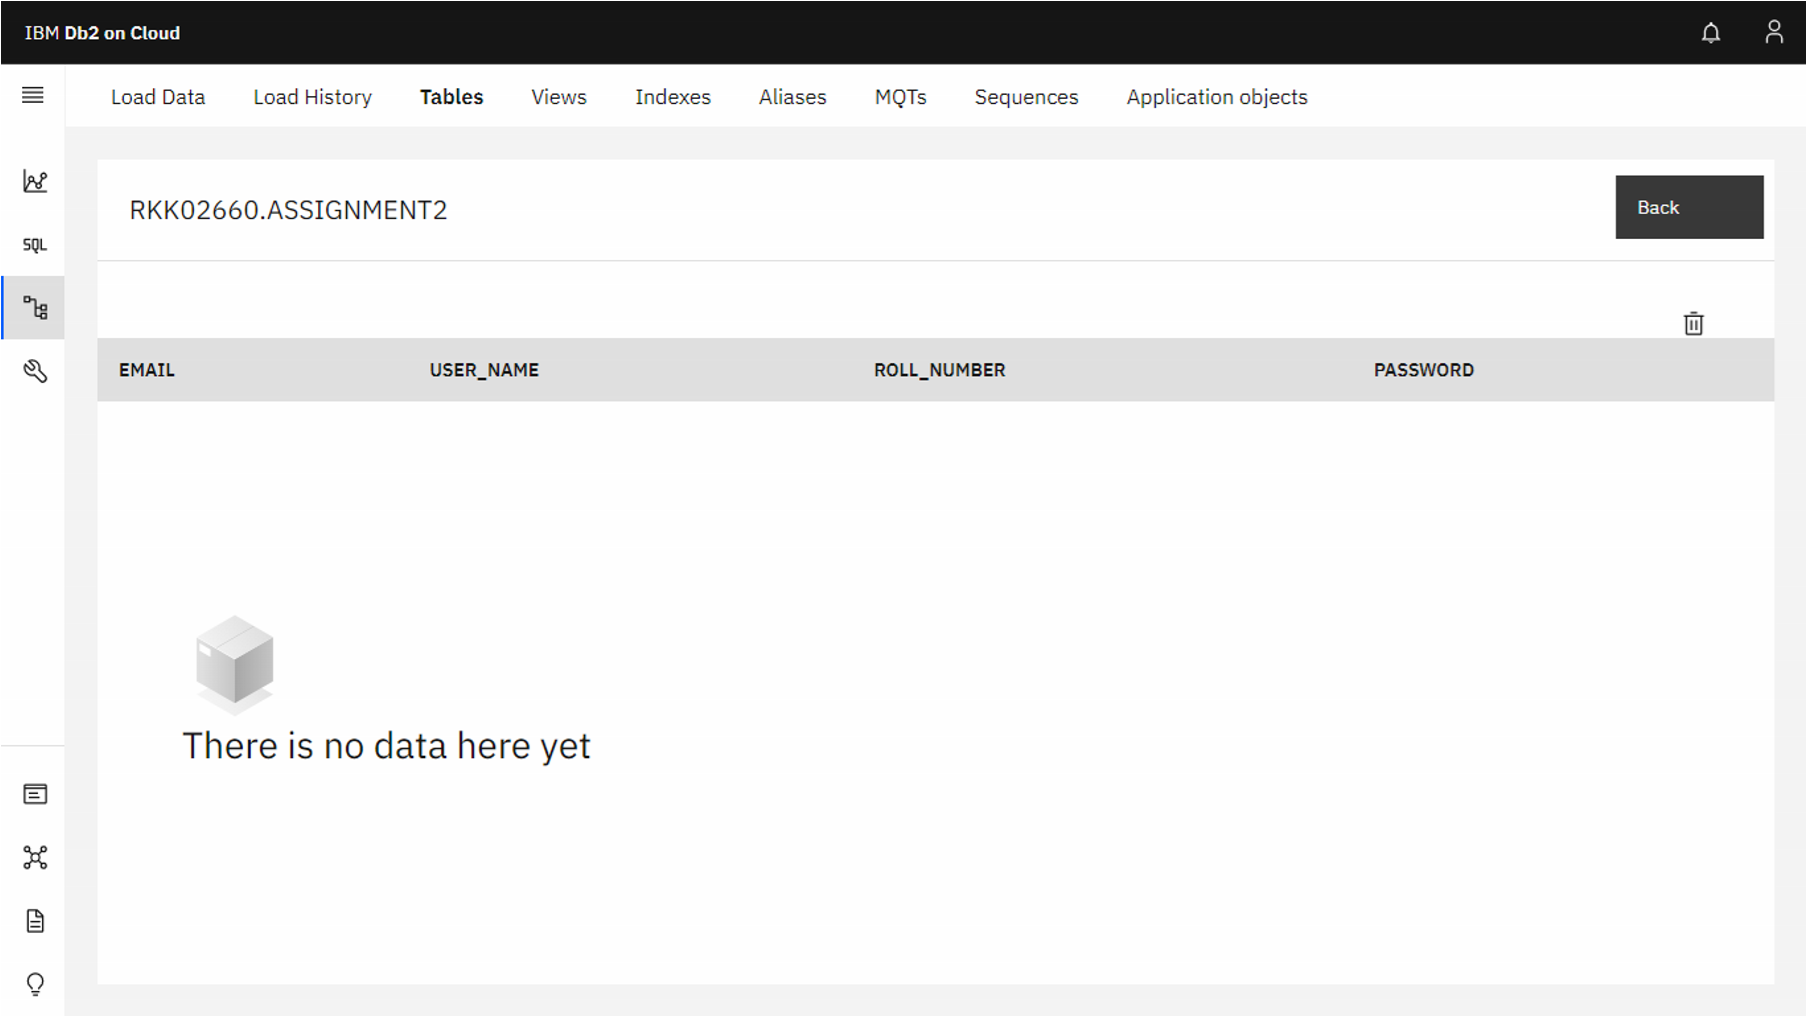 IBM Db2 on Cloud
Load Data Load History Tables Views Indexes Aliases MQTs Sequences Application objects
RKK02660.ASSIGNMENT2
Back
SQL
EMAIL USER_NAME ROLL_NUMBER PASSWORD
There is no data here yet